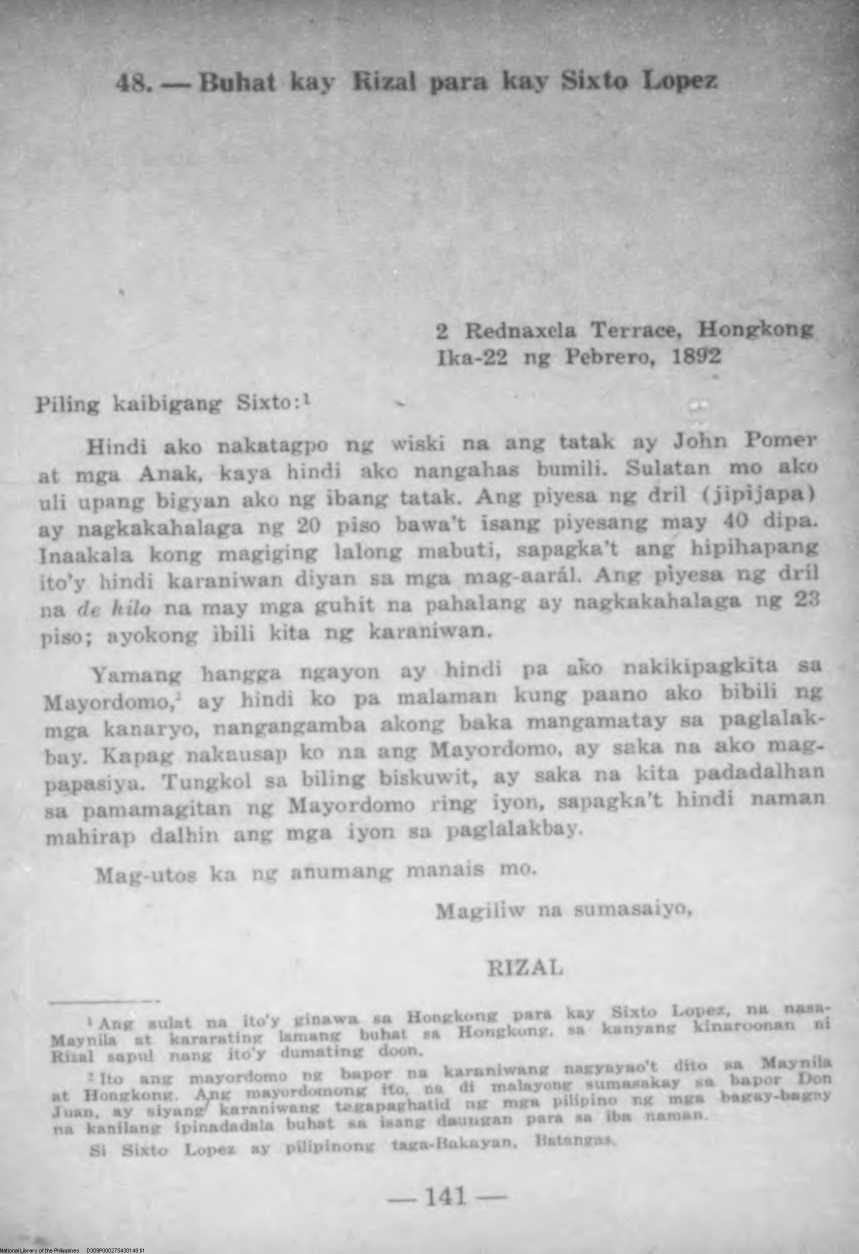 48. — Buhat kay Rizal para kay Sixto Lopez
2 Rednaxela Terrace, Hongkong
Ika-22 ng Pebrero, 1892
Piling kaibigang Sixto:¹
Hindi ako nakatagpo ng wiski na ang tatak ay John Pomer
at mga Anak, kaya hindi ako nangahas bumili. Sulatan mo ako
uli upang bigyan ako ng ibang tatak. Ang piyesa ng dril (jipijapa)
ay nagkakahalaga ng 20 piso bawa't isang piyesang may 40 dipa.
Inaakala kong magiging lalong mabuti, sapagka't ang hipihapang
ito'y hindi karaniwan diyan sa mga mag-aarál. Ang piyesa ng dril
na de hilo na may mga guhit na pahalang ay nagkakahalaga ng 23
piso; ayokong ibili kita ng karaniwan.
Yamang hangga ngayon ay hindi pa ako nakikipagkita sa
Mayordomo,² ay hindi ko pa malaman kung paano ako bibili ng
mga kanaryo, nangangamba akong baka mangamatay sa paglalak-
bay. Kapag nakausap ko na ang Mayordomo, ay saka na ako mag-
papasiya. Tungkol sa biling biskuwit, ay saka na kita padadalhan
sa pamamagitan ng Mayordomo ring iyon, sapagka't hindi naman
mahirap dalhin ang mga iyon sa paglalakbay.
Mag-utos ka ng anumang manais mo.
Magiliw na sumasaiyo,
RIZAL
¹ Ang sulat na ito'y ginawa sa Hongkong para kay Sixto Lopez, na nasa-
Maynila at kararating lamang buhat sa Hongkong, sa kanyang kinaroonan ni
Rizal sapul nang ito'y dumating doon.
² Ito ang mayordomo ng bapor na karaniwang nagyayao't dito sa Maynila
at Hongkong. Ang mayordomong ito, na di malayong sumasakay sa bapor Don
Juan, ay siyang karaniwang tagapaghatid ng mga pilipino ng mga bagay-bagay
na kanilang ipinadadala buhat sa isang daungan para sa iba naman.
Si Sixto Lopez ay pilipinong taga-Bakayan, Batangas.
— 141 —
National Library of the Philippines